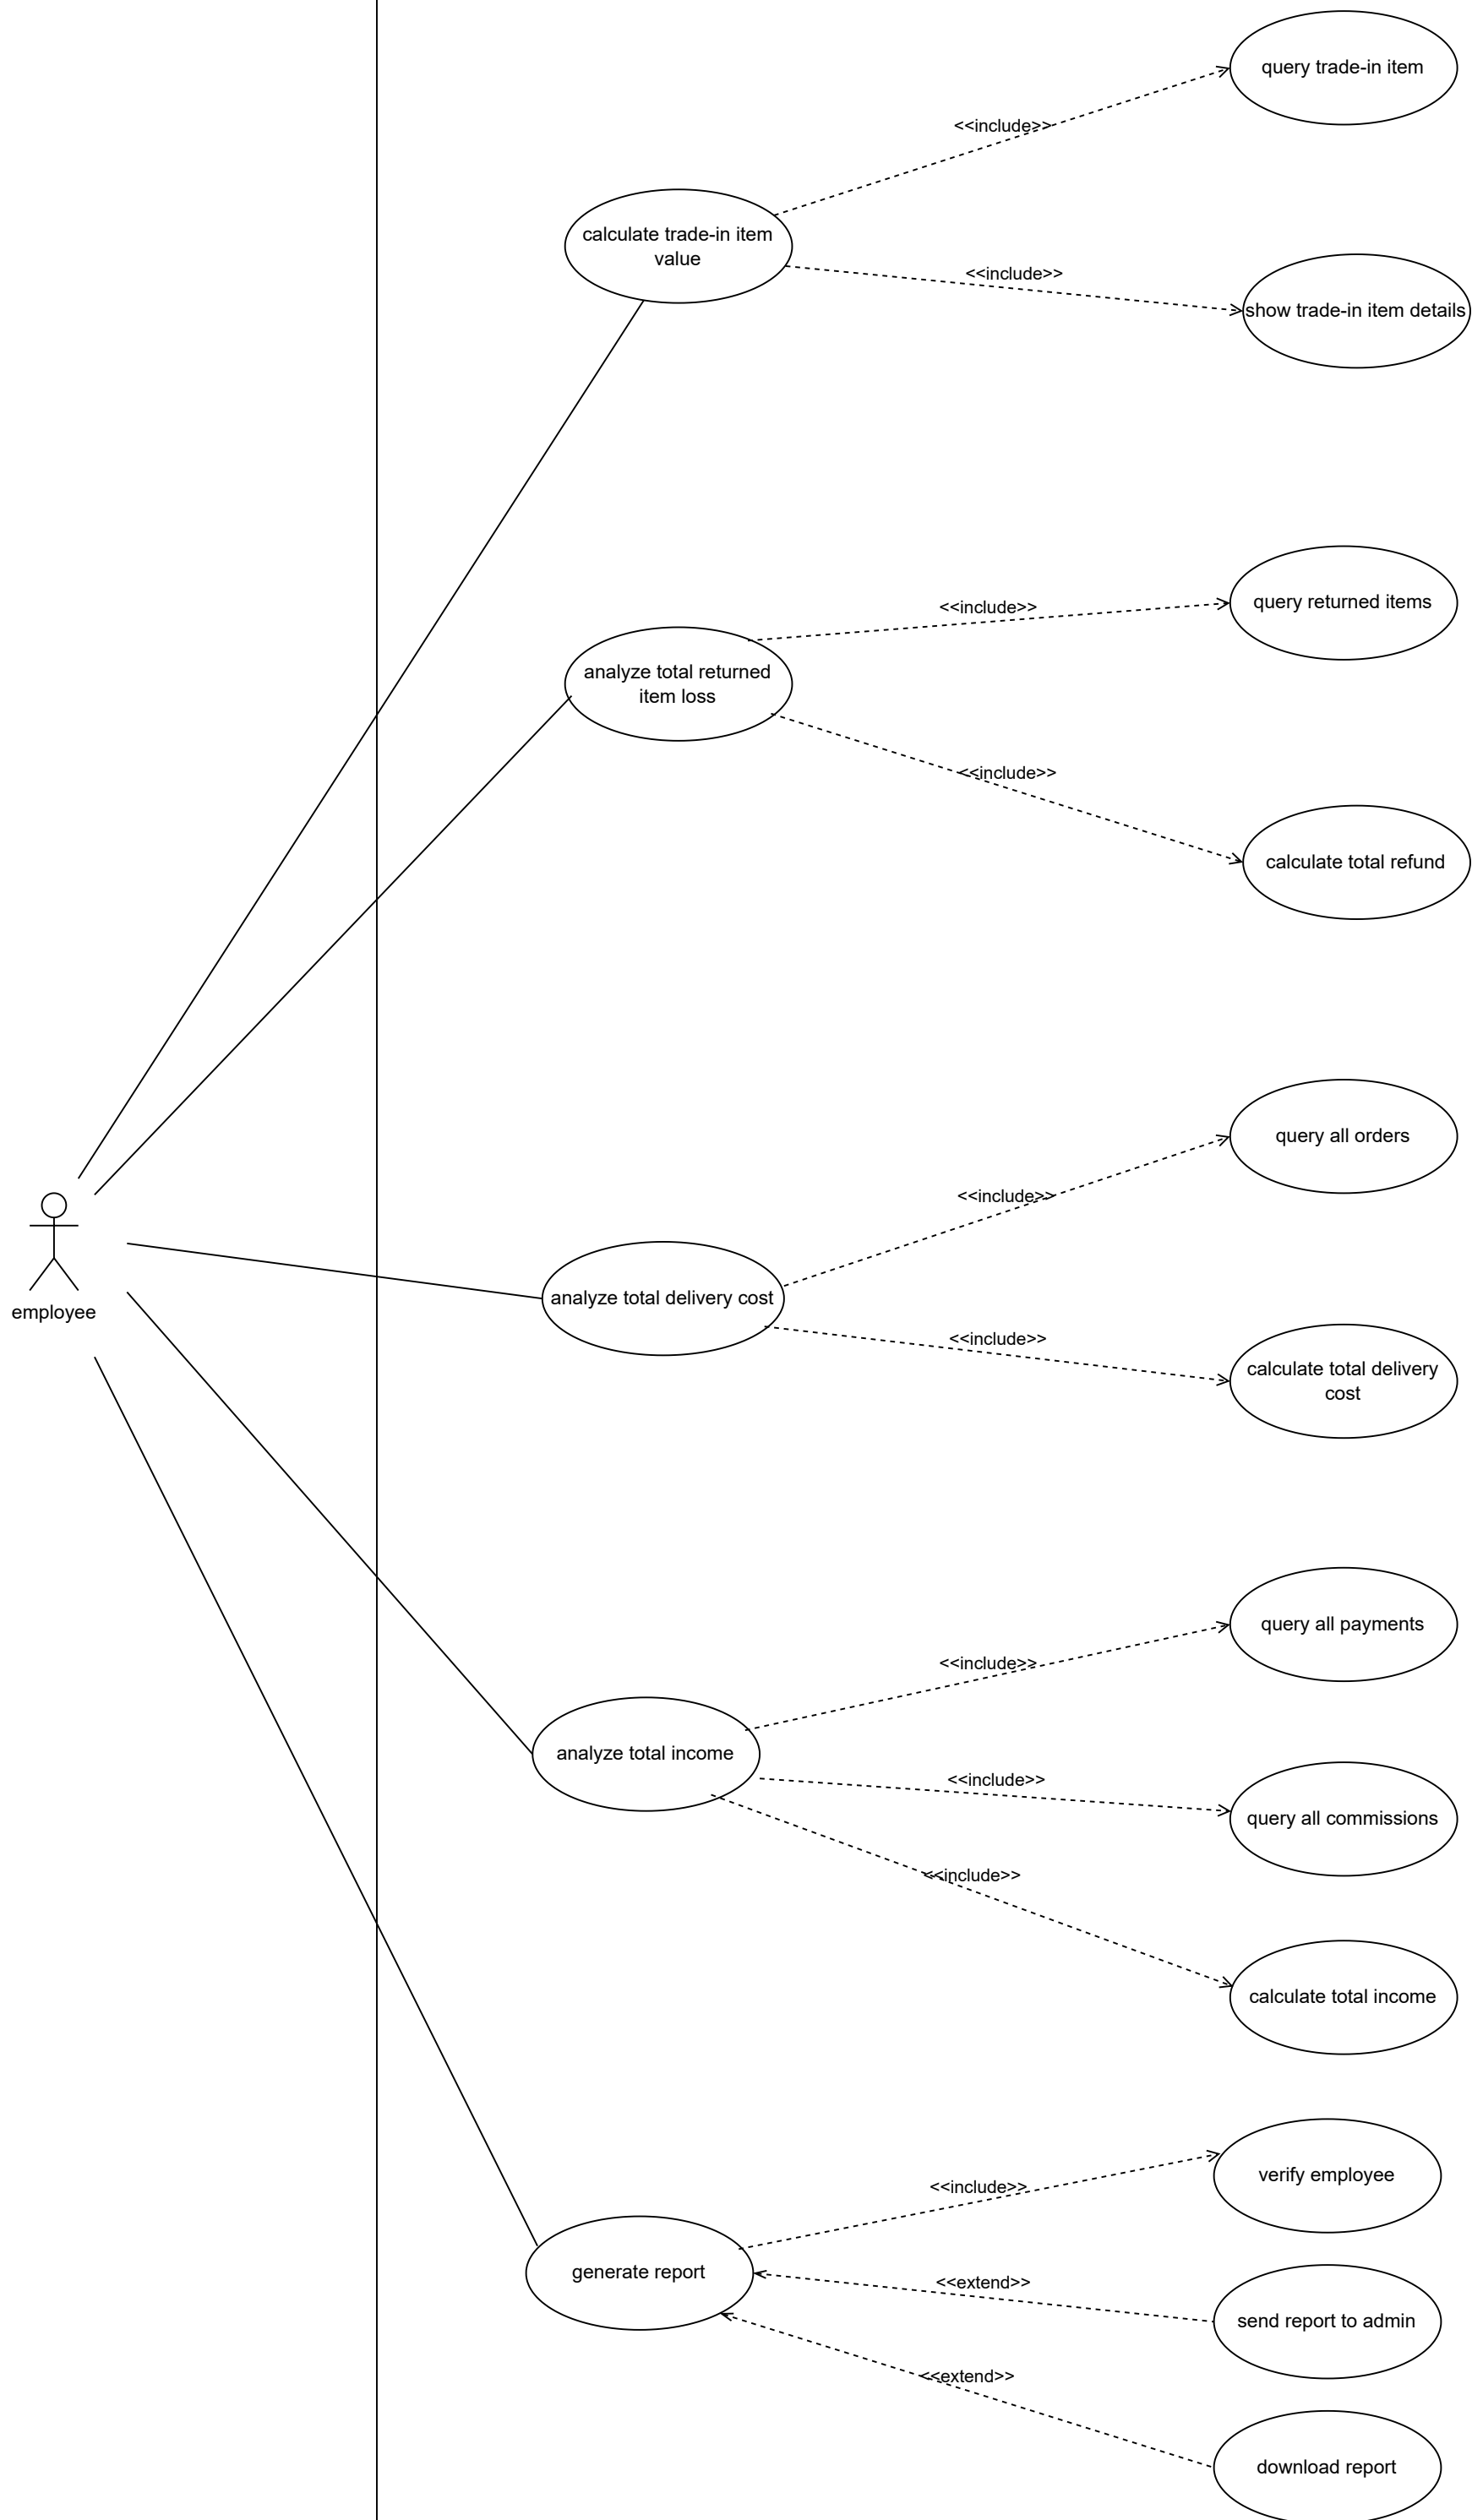 query trade-in item
<<include>>
calculate trade-in item
value
<<include>>
show trade-in item details
query returned items
<<include>>
analyze total returned
item loss
<<include>>
calculate total refund
query all orders
<<include>>
employee
analyze total delivery cost
<<include>>
calculate total delivery
cost
query all payments
<<include>>
analyze total income
<<include>>
query all commissions
<<include>>
calculate total income
verify employee
<<include>>
generate report
<<extend>>
send report to admin
<<extend>>
download report